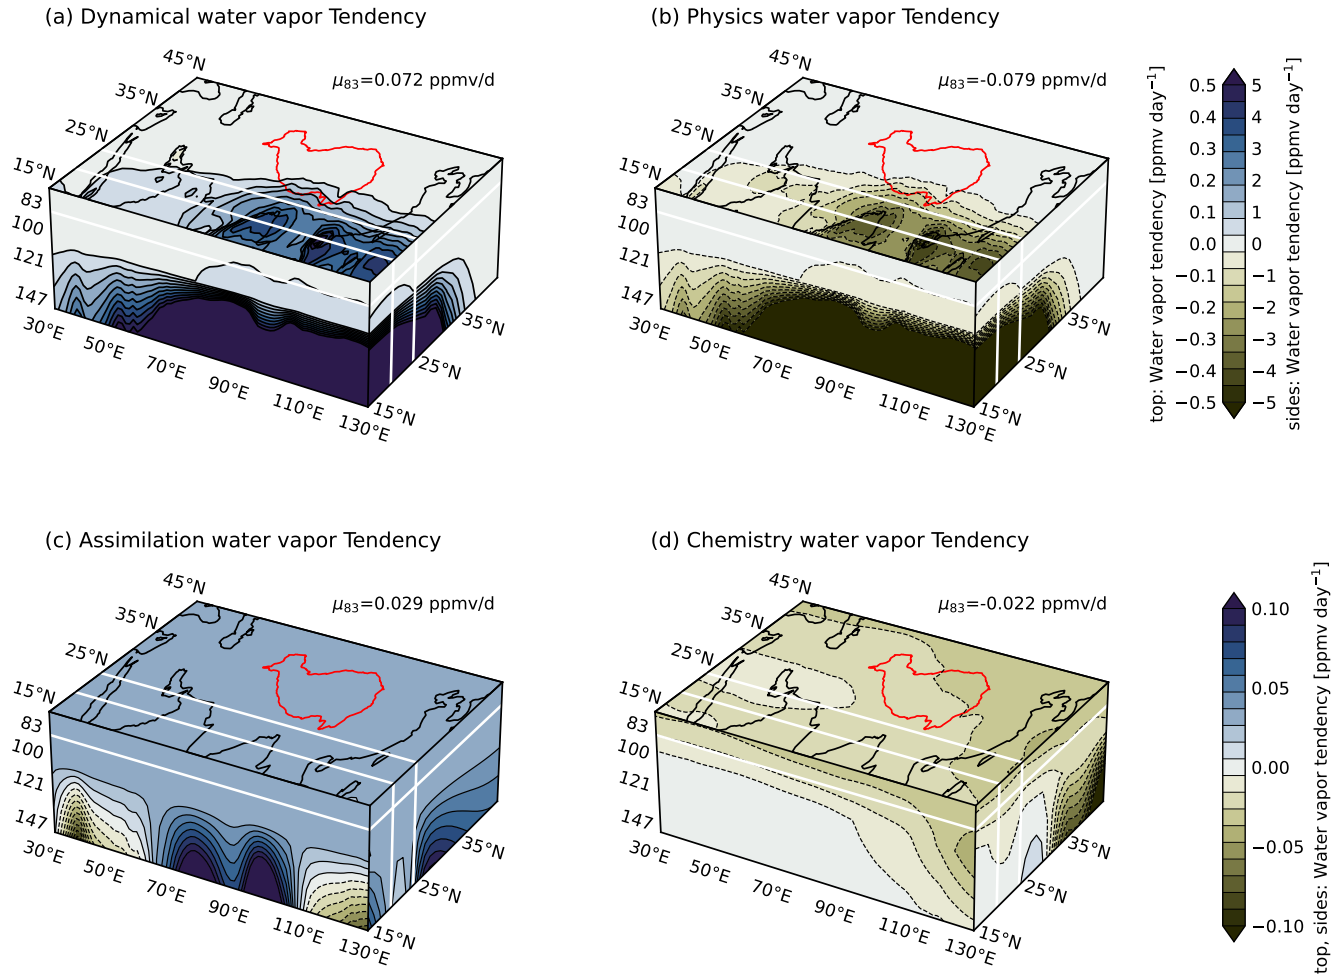 (a) Dynamical water vapor Tendency
μ83=0.072 ppmv/d
45°N
35°N
25°N
15°N
83
100
121
147
30°E
50°E
70°E
90°E
110°E
130°E
15°N
25°N
35°N
(b) Physics water vapor Tendency
μ83=-0.079 ppmv/d
45°N
35°N
25°N
15°N
83
100
121
147
30°E
50°E
70°E
90°E
110°E
130°E
15°N
25°N
35°N
top: Water vapor tendency [ppmv day⁻¹]
0.5 5
0.4 4
0.3 3
0.2 2
0.1 1
0.0 0
−0.1 −1
−0.2 −2
−0.3 −3
−0.4 −4
−0.5 −5
sides: Water vapor tendency [ppmv day⁻¹]
(c) Assimilation water vapor Tendency
μ83=0.029 ppmv/d
45°N
35°N
25°N
15°N
83
100
121
147
30°E
50°E
70°E
90°E
110°E
130°E
15°N
25°N
35°N
(d) Chemistry water vapor Tendency
μ83=-0.022 ppmv/d
45°N
35°N
25°N
15°N
83
100
121
147
30°E
50°E
70°E
90°E
110°E
130°E
15°N
25°N
35°N
0.10
0.05
0.00
−0.05
−0.10
top, sides: Water vapor tendency [ppmv day⁻¹]